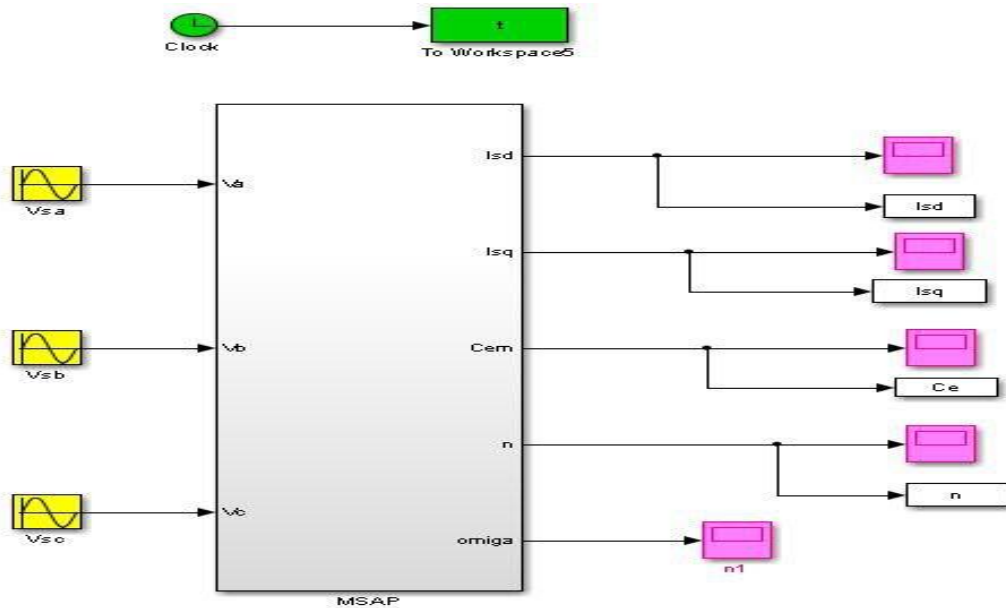 t
Clock
To Workspace5
Isd
Va
Vsa
Isd
Isq
Isq
Vb
Cem
Vsb
Ce
n
n
Vc
Vsc
omiga
n1
MSAP